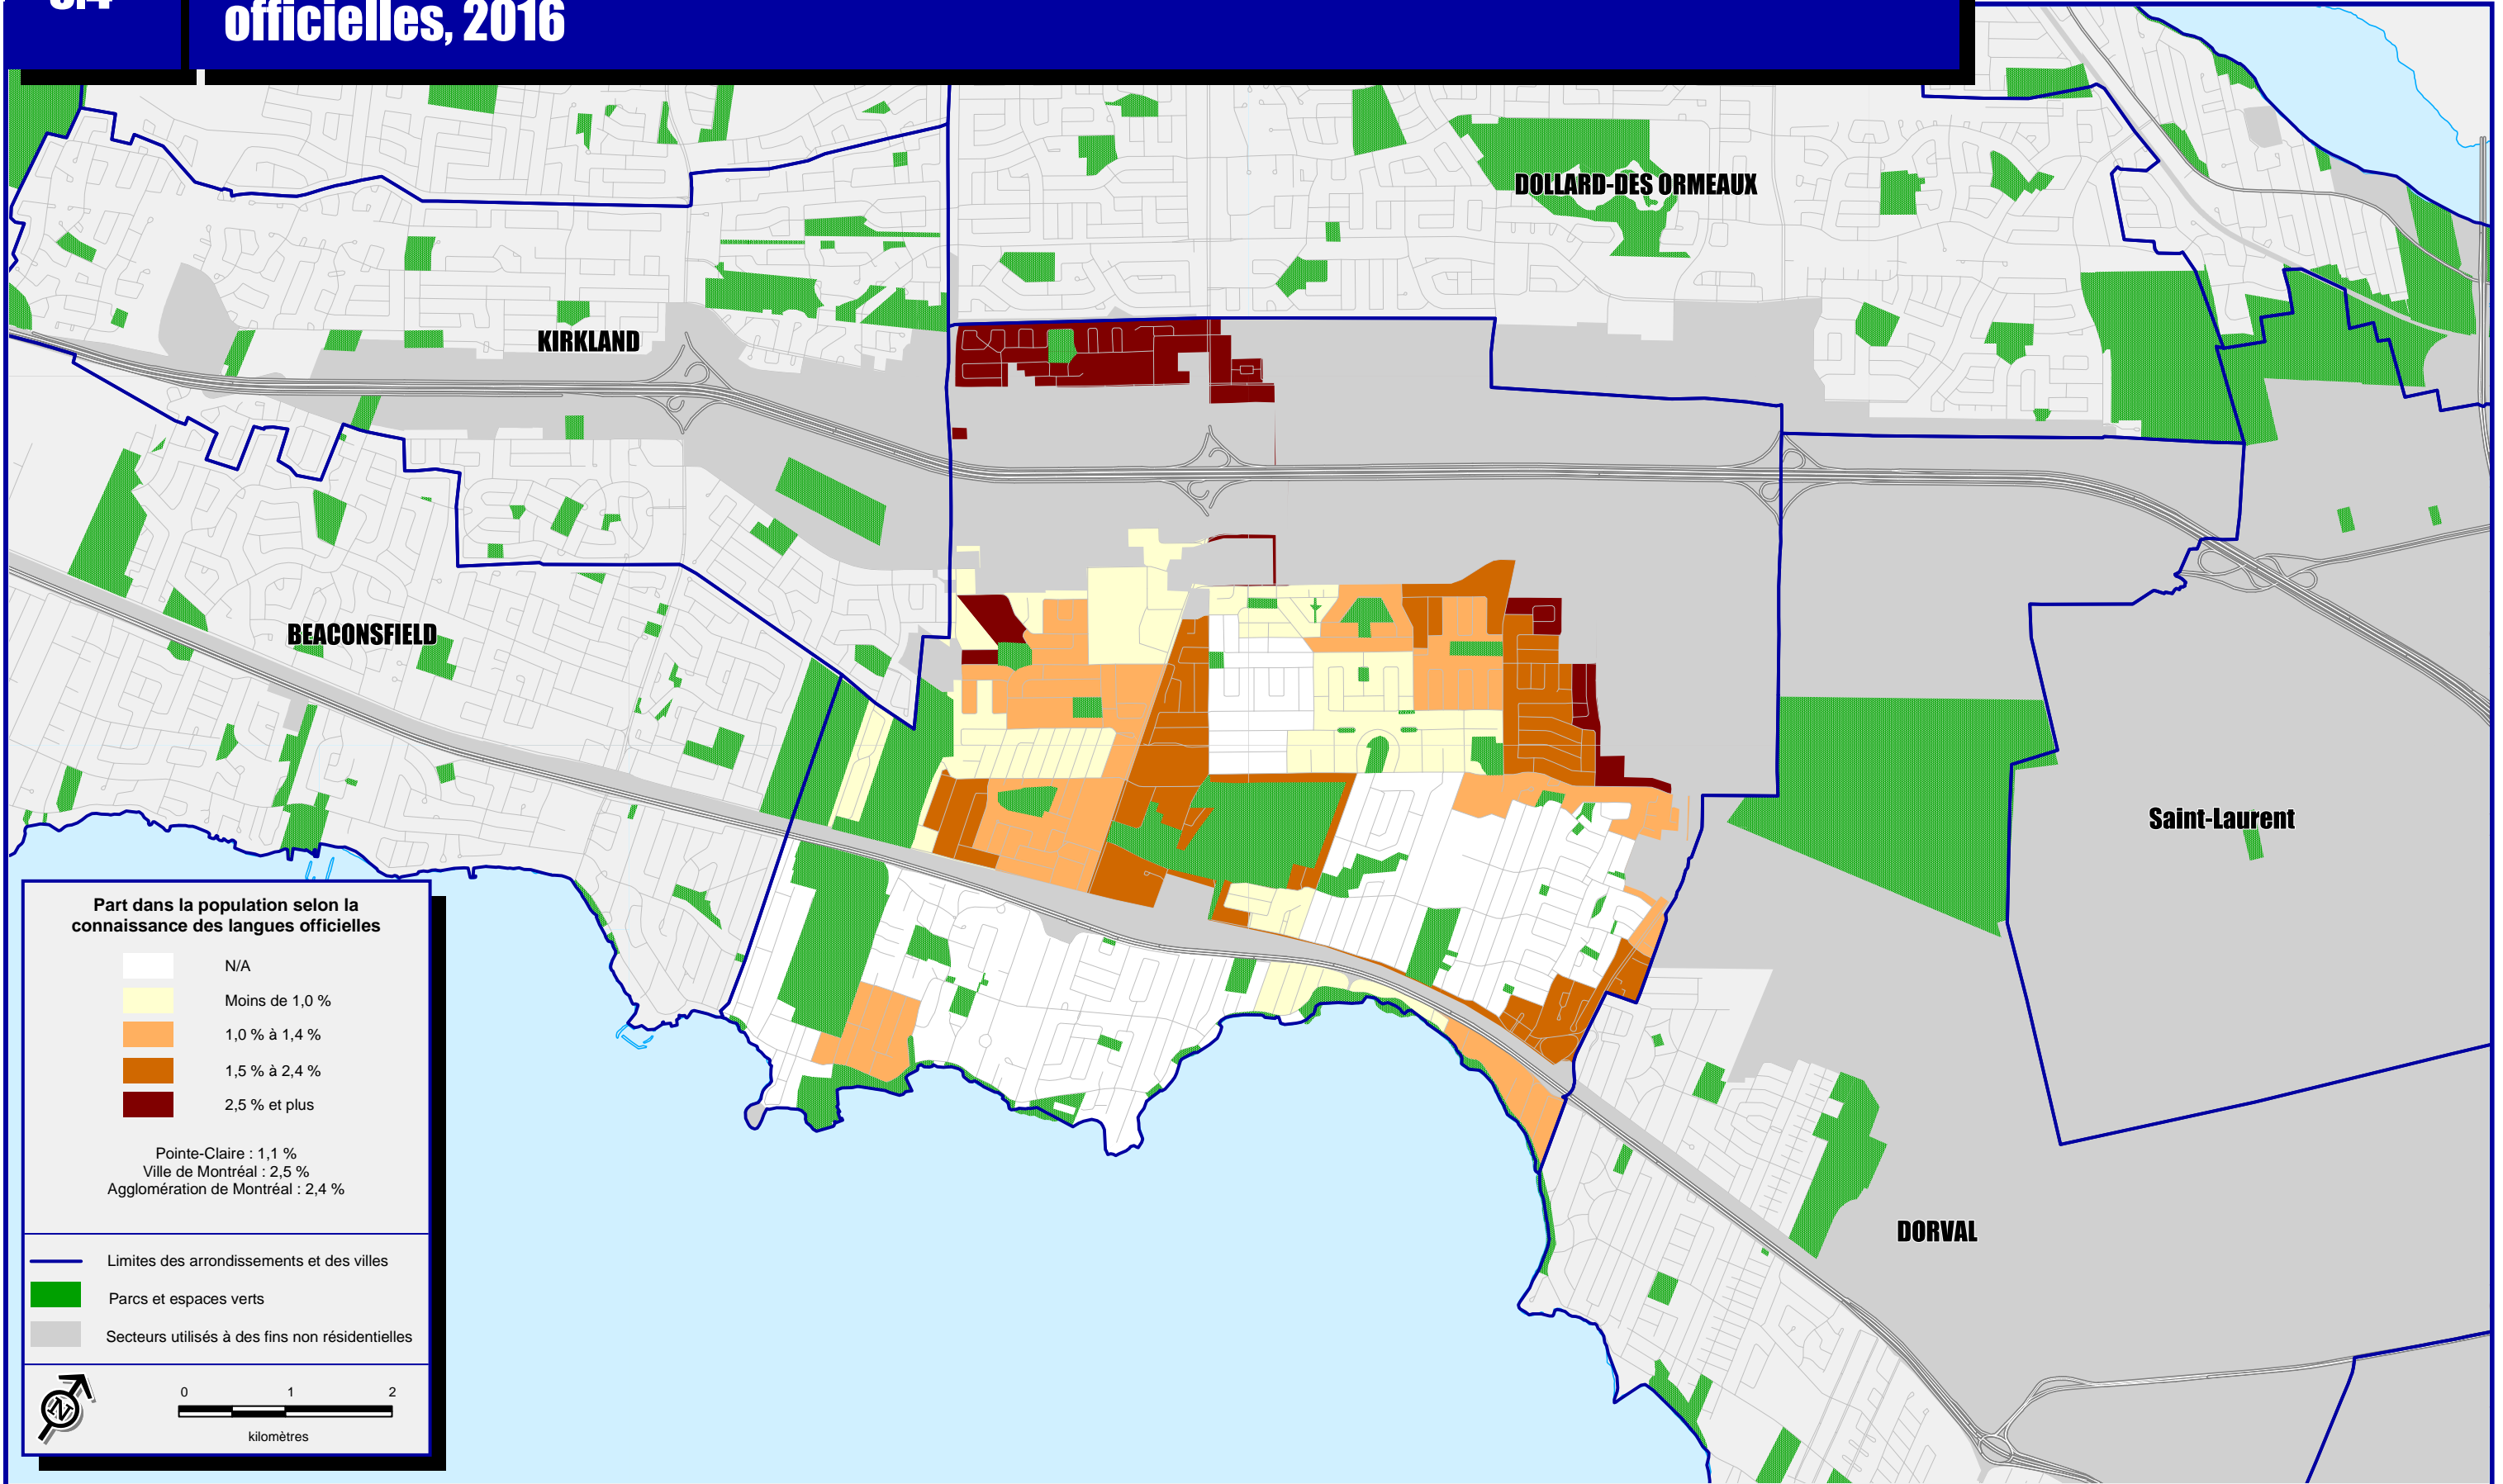 officielles, 2016
DOLLARD-DES ORMEAUX
KIRKLAND
BEACONSFIELD
Saint-Laurent
DORVAL
Part dans la population selon la
connaissance des langues officielles
N/A
Moins de 1,0 %
1,0 % à 1,4 %
1,5 % à 2,4 %
2,5 % et plus
Pointe-Claire : 1,1 %
Ville de Montréal : 2,5 %
Agglomération de Montréal : 2,4 %
Limites des arrondissements et des villes
Parcs et espaces verts
Secteurs utilisés à des fins non résidentielles
N
0 1 2
kilomètres